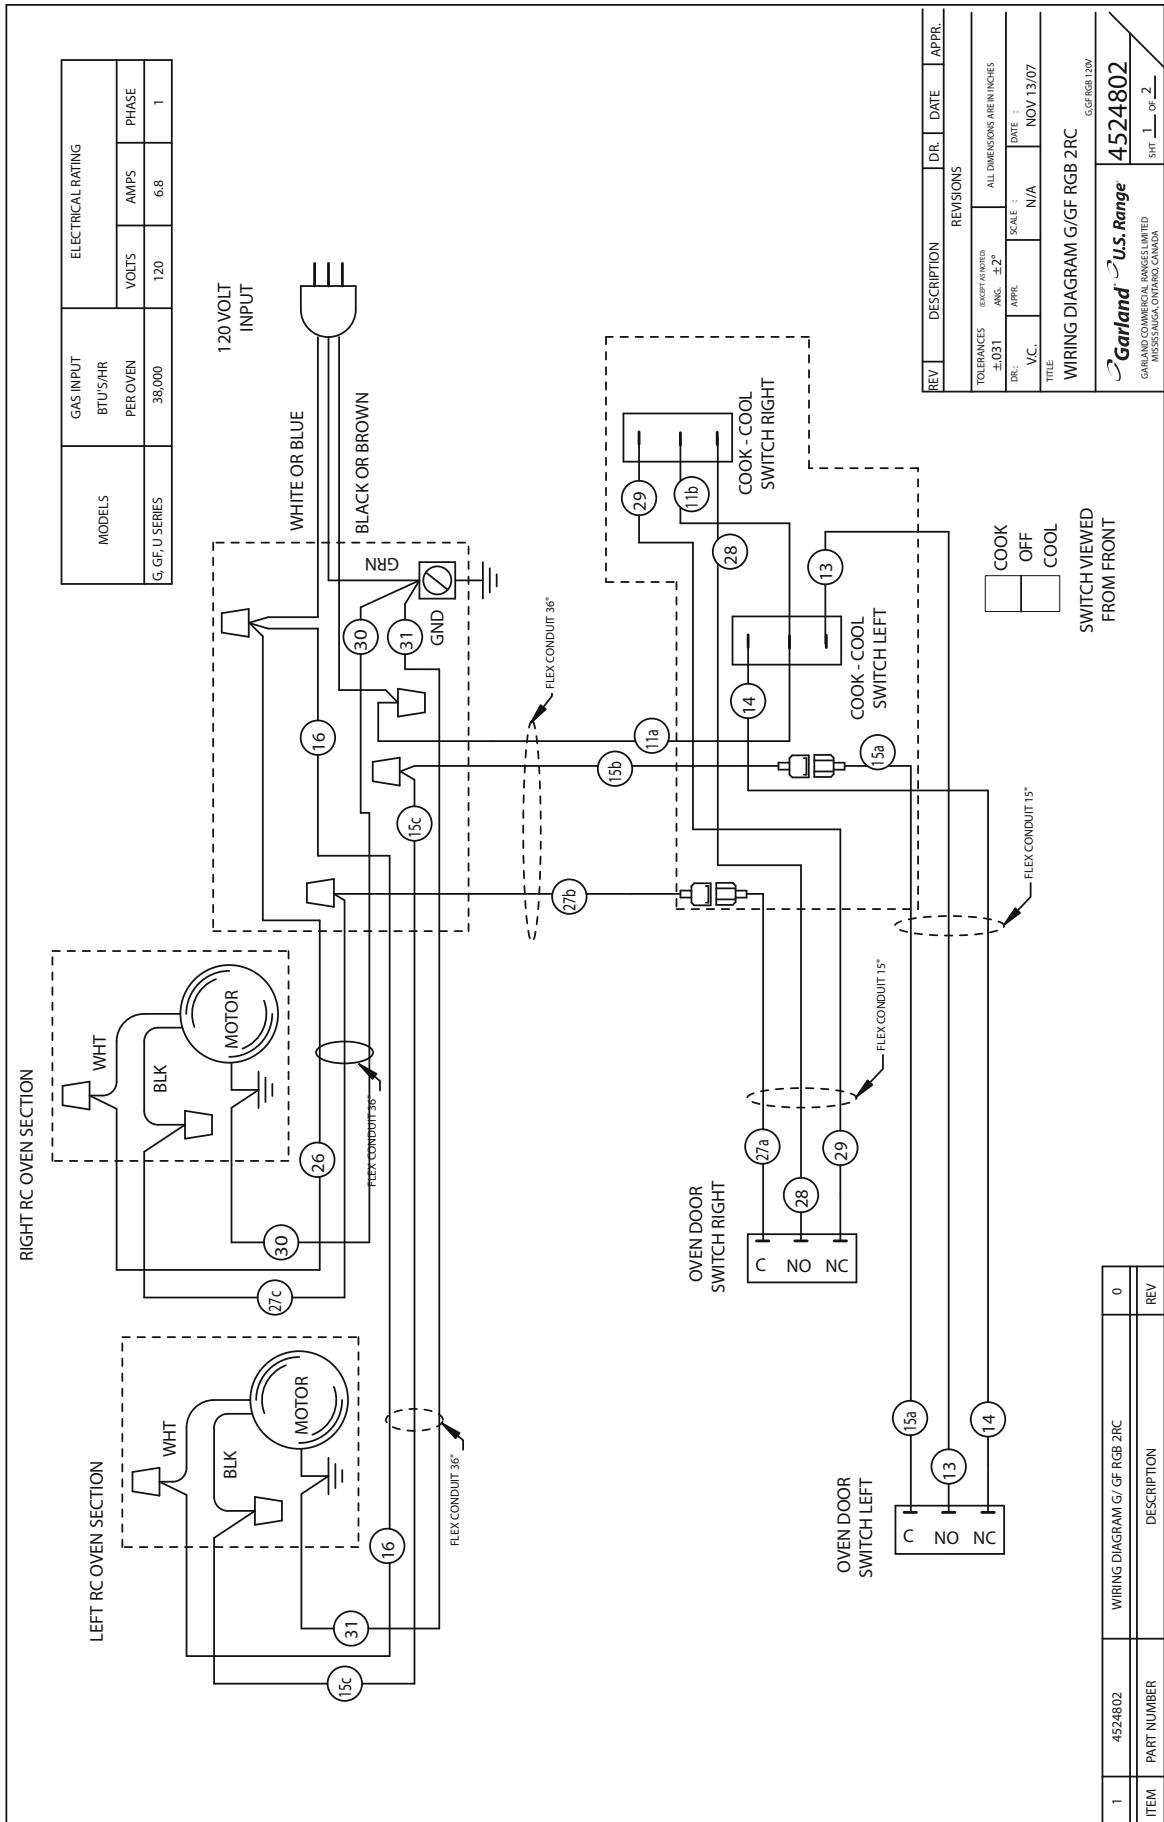 MODELS
GAS INPUT
BTU'S/HR
PER OVEN
ELECTRICAL RATING
VOLTS
AMPS
PHASE
G, GF, U SERIES
38,000
120
6.8
1
120 VOLT
INPUT
WHITE OR BLUE
BLACK OR BROWN
GRN
GND
30
31
16
15c
11a
15b
27b
FLEX CONDUIT 36"
RIGHT RC OVEN SECTION
WHT
BLK
MOTOR
FLEX CONDUIT 36"
26
30
27c
LEFT RC OVEN SECTION
WHT
BLK
MOTOR
FLEX CONDUIT 36"
16
31
15c
COOK - COOL
SWITCH RIGHT
29
11b
28
13
COOK - COOL
SWITCH LEFT
14
15a
COOK
OFF
COOL
SWITCH VIEWED
FROM FRONT
FLEX CONDUIT 15"
FLEX CONDUIT 15"
OVEN DOOR
SWITCH RIGHT
27a
28
29
C
NO
NC
OVEN DOOR
SWITCH LEFT
15a
13
14
C
NO
NC
REV
DESCRIPTION
DR.
DATE
APPR.
REVISIONS
TOLERANCES
(EXCEPT AS NOTED)
±.031
ANG. ±2°
ALL DIMENSIONS ARE IN INCHES
DR.:
V.C.
APPR.
SCALE :
N/A
DATE :
NOV 13/07
TITLE:
WIRING DIAGRAM G/GF RGB 2RC
G,GF RGB 120V
Garland U.S. Range
GARLAND COMMERCIAL RANGES LIMITED
MISSISSAUGA, ONTARIO, CANADA
4524802
SHT 1 OF 2
1
4524802
WIRING DIAGRAM G/ GF RGB 2RC
0
ITEM
PART NUMBER
DESCRIPTION
REV